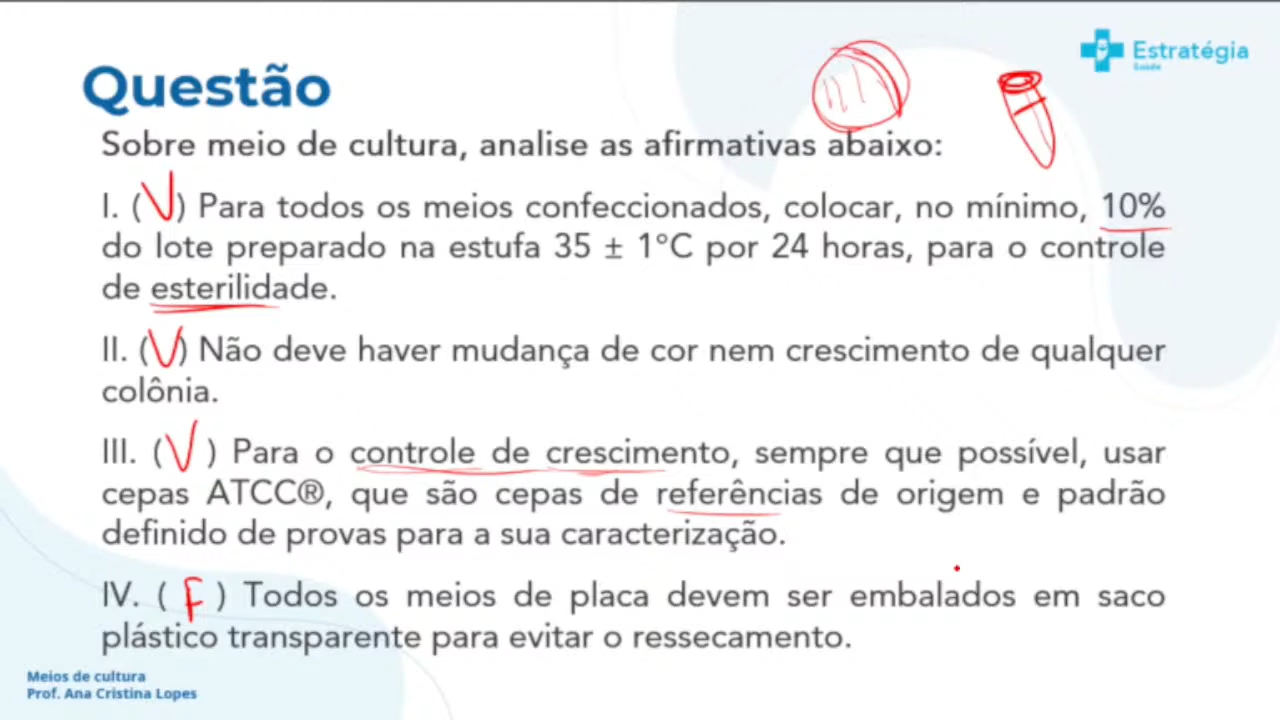 Estratégia
Saúde
Questão
Sobre meio de cultura, analise as afirmativas abaixo:
I. (V) Para todos os meios confeccionados, colocar, no mínimo, 10%
do lote preparado na estufa 35 ± 1°C por 24 horas, para o controle
de esterilidade.
II. (V) Não deve haver mudança de cor nem crescimento de qualquer
colônia.
III. (V) Para o controle de crescimento, sempre que possível, usar
cepas ATCC®, que são cepas de referências de origem e padrão
definido de provas para a sua caracterização.
IV. (F) Todos os meios de placa devem ser embalados em saco
plástico transparente para evitar o ressecamento.
Meios de cultura
Prof. Ana Cristina Lopes